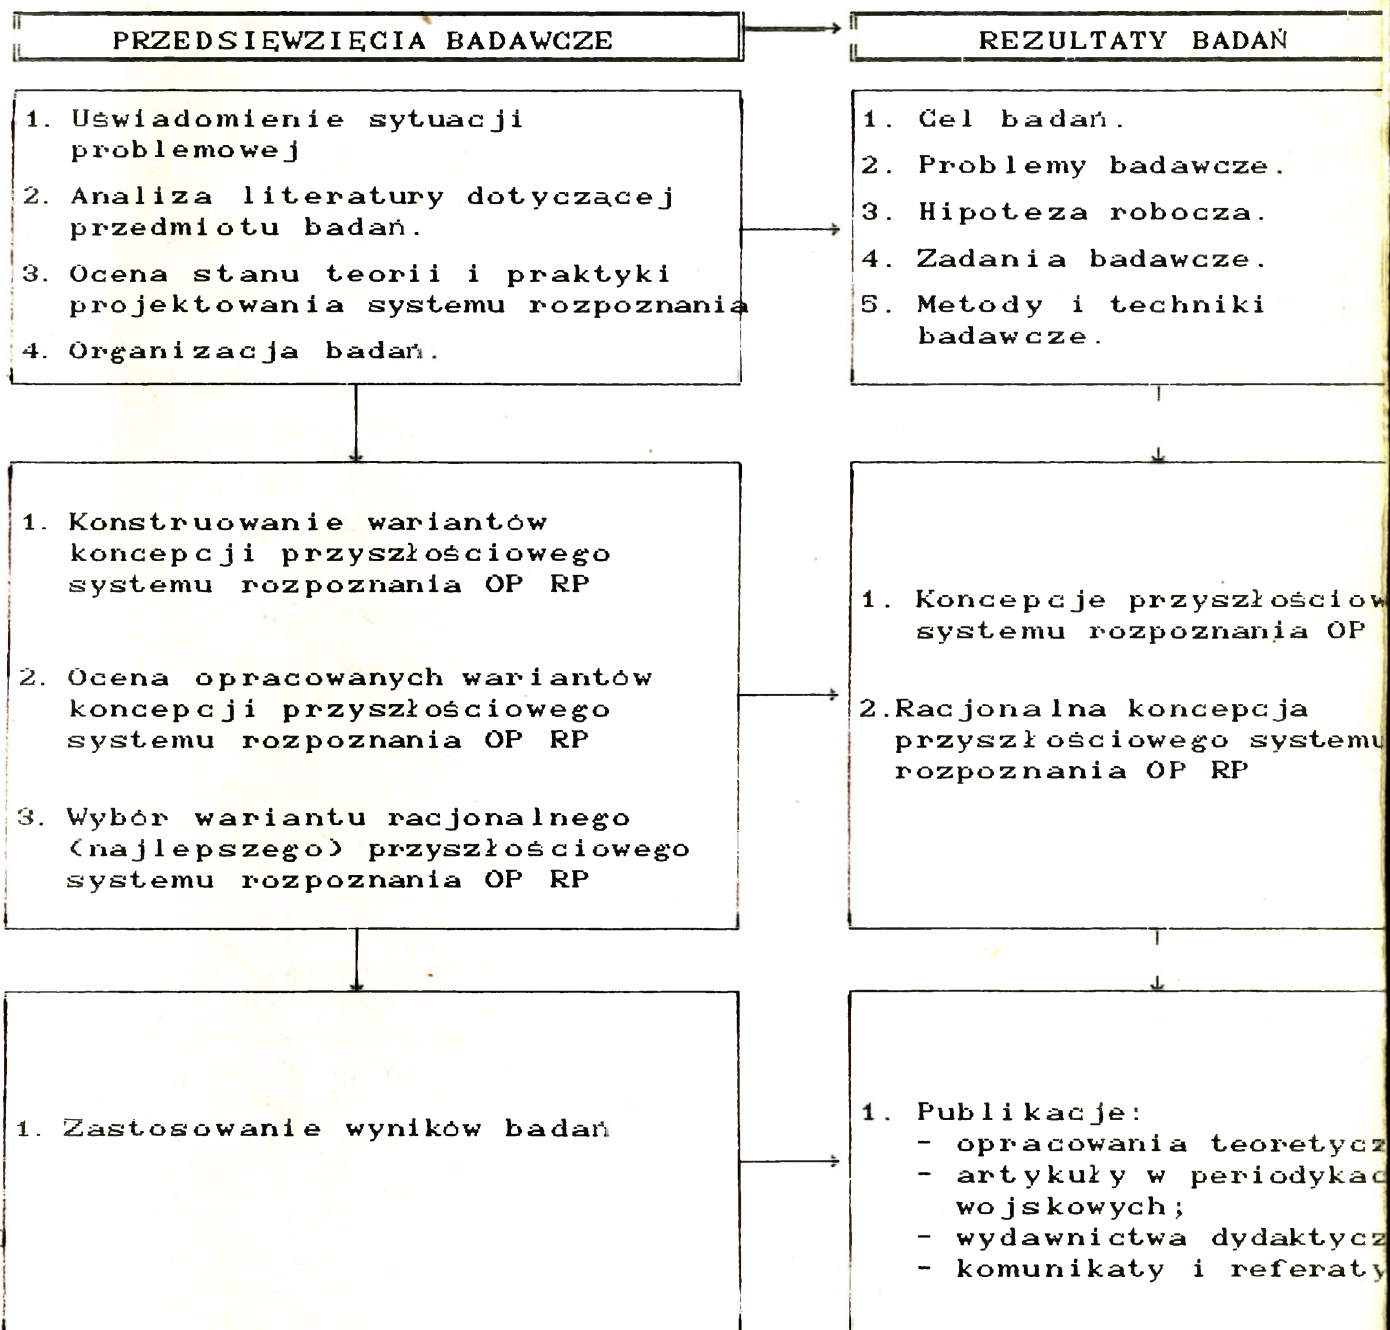 PRZEDSIĘWZIĘCIA BADAWCZE
REZULTATY BADAŃ
1. Uświadomienie sytuacji
problemowej
2. Analiza literatury dotyczącej
przedmiotu badań.
3. Ocena stanu teorii i praktyki
projektowania systemu rozpoznania
4. Organizacja badań.
1. Cel badań.
2. Problemy badawcze.
3. Hipoteza robocza.
4. Zadania badawcze.
5. Metody i techniki
badawcze.
1. Konstruowanie wariantów
koncepcji przyszłościowego
systemu rozpoznania OP RP
2. Ocena opracowanych wariantów
koncepcji przyszłościowego
systemu rozpoznania OP RP
3. Wybór wariantu racjonalnego
(najlepszego) przyszłościowego
systemu rozpoznania OP RP
1. Koncepcje przyszłościow
systemu rozpoznania OP
2.Racjonalna koncepcja
przyszłościowego systemu
rozpoznania OP RP
1. Zastosowanie wyników badań
1. Publikacje:
- opracowania teoretycz
- artykuły w periodykac
wojskowych;
- wydawnictwa dydaktycz
- komunikaty i referaty